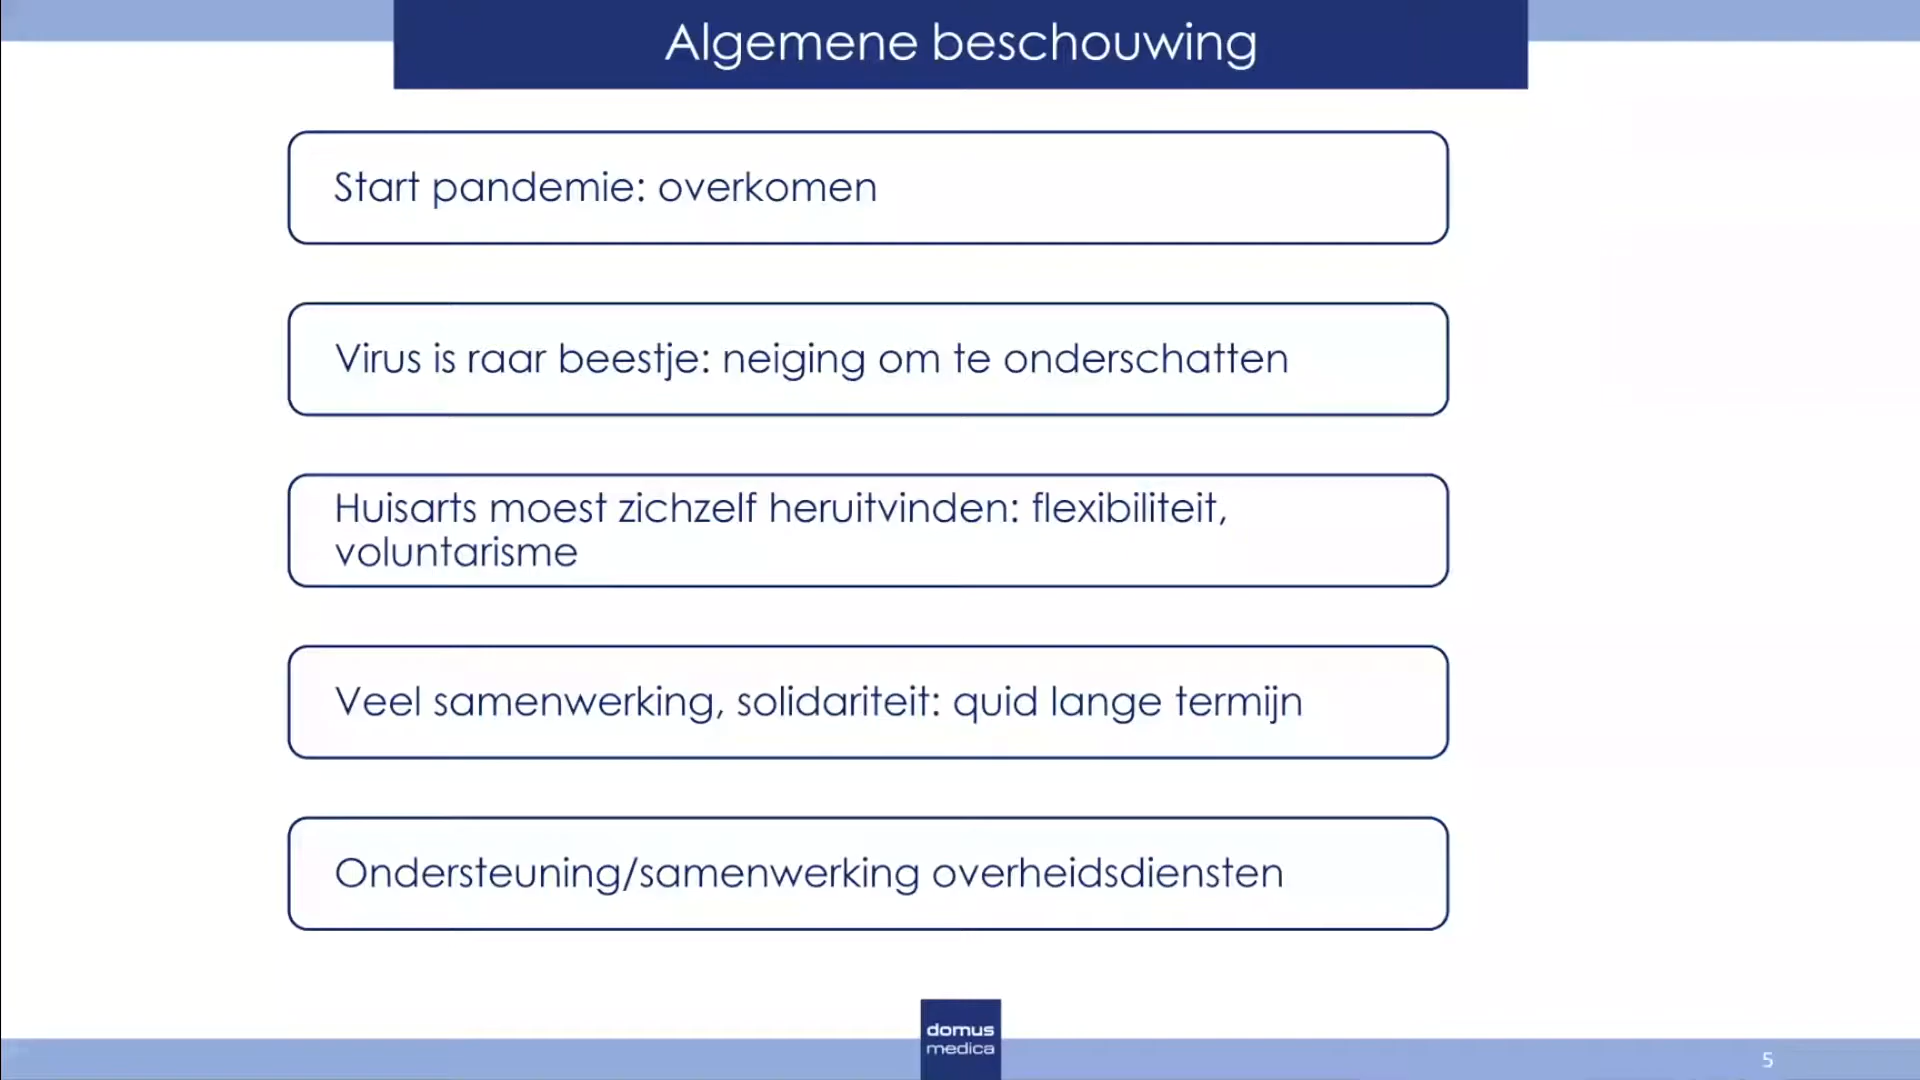 Algemene beschouwing
Start pandemie: overkomen
Virus is raar beestje: neiging om te onderschatten
Huisarts moest zichzelf heruitvinden: flexibiliteit,
voluntarisme
Veel samenwerking, solidariteit: quid lange termijn
Ondersteuning/samenwerking overheidsdiensten
domus
medica
5